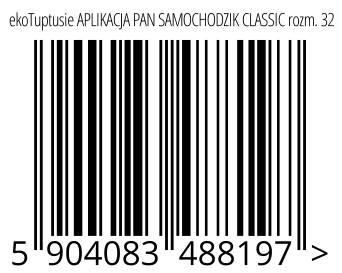 ekoTuptusie APLIKACJA PAN SAMOCHODZIK CLASSIC rozm. 32
5 904083 488197 >